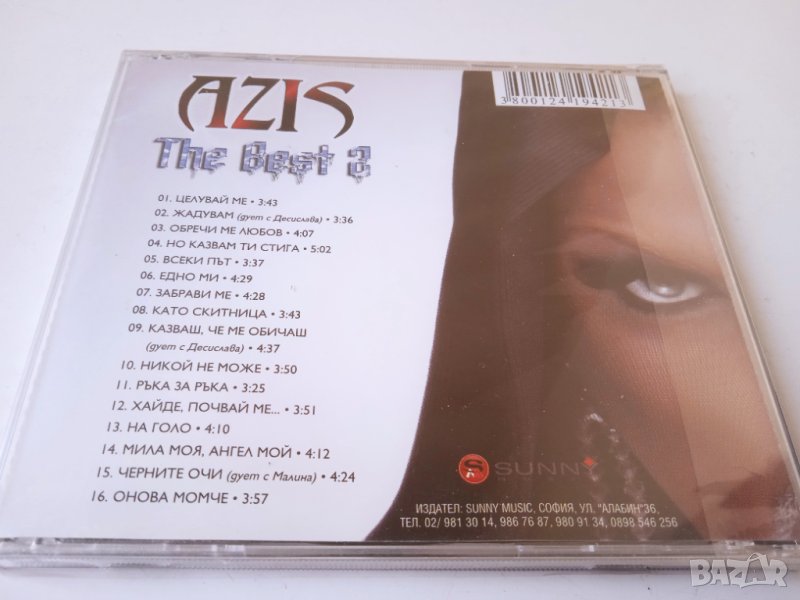 AZIS
The Best 2
3800124194213
01. ЦЕЛУВАЙ МЕ • 3:43
02. ЖАДУВАМ (дует с Десислава) • 3:36
03. ОБРЕЧИ МЕ ЛЮБОВ • 4:07
04. НО КАЗВАМ ТИ СТИГА • 5:02
05. ВСЕКИ ПЪТ • 3:37
06. ЕДНО МИ • 4:29
07. ЗАБРАВИ МЕ • 4:28
08. КАТО СКИТНИЦА • 3:43
09. КАЗВАШ, ЧЕ МЕ ОБИЧАШ
(дует с Десислава) • 4:37
10. НИКОЙ НЕ МОЖЕ • 3:50
11. РЪКА ЗА РЪКА • 3:25
12. ХАЙДЕ, ПОЧВАЙ МЕ... • 3:51
13. НА ГОЛО • 4:10
14. МИЛА МОЯ, АНГЕЛ МОЙ • 4:12
15. ЧЕРНИТЕ ОЧИ (дует с Малина) • 4:24
16. ОНОВА МОМЧЕ • 3:57
SUNNY
ИЗДАТЕЛ: SUNNY MUSIC, СОФИЯ, УЛ. "АЛАБИН"36.
ТЕЛ. 02/ 981 30 14, 986 76 87, 980 91 34, 0898 546 256
BAZAR